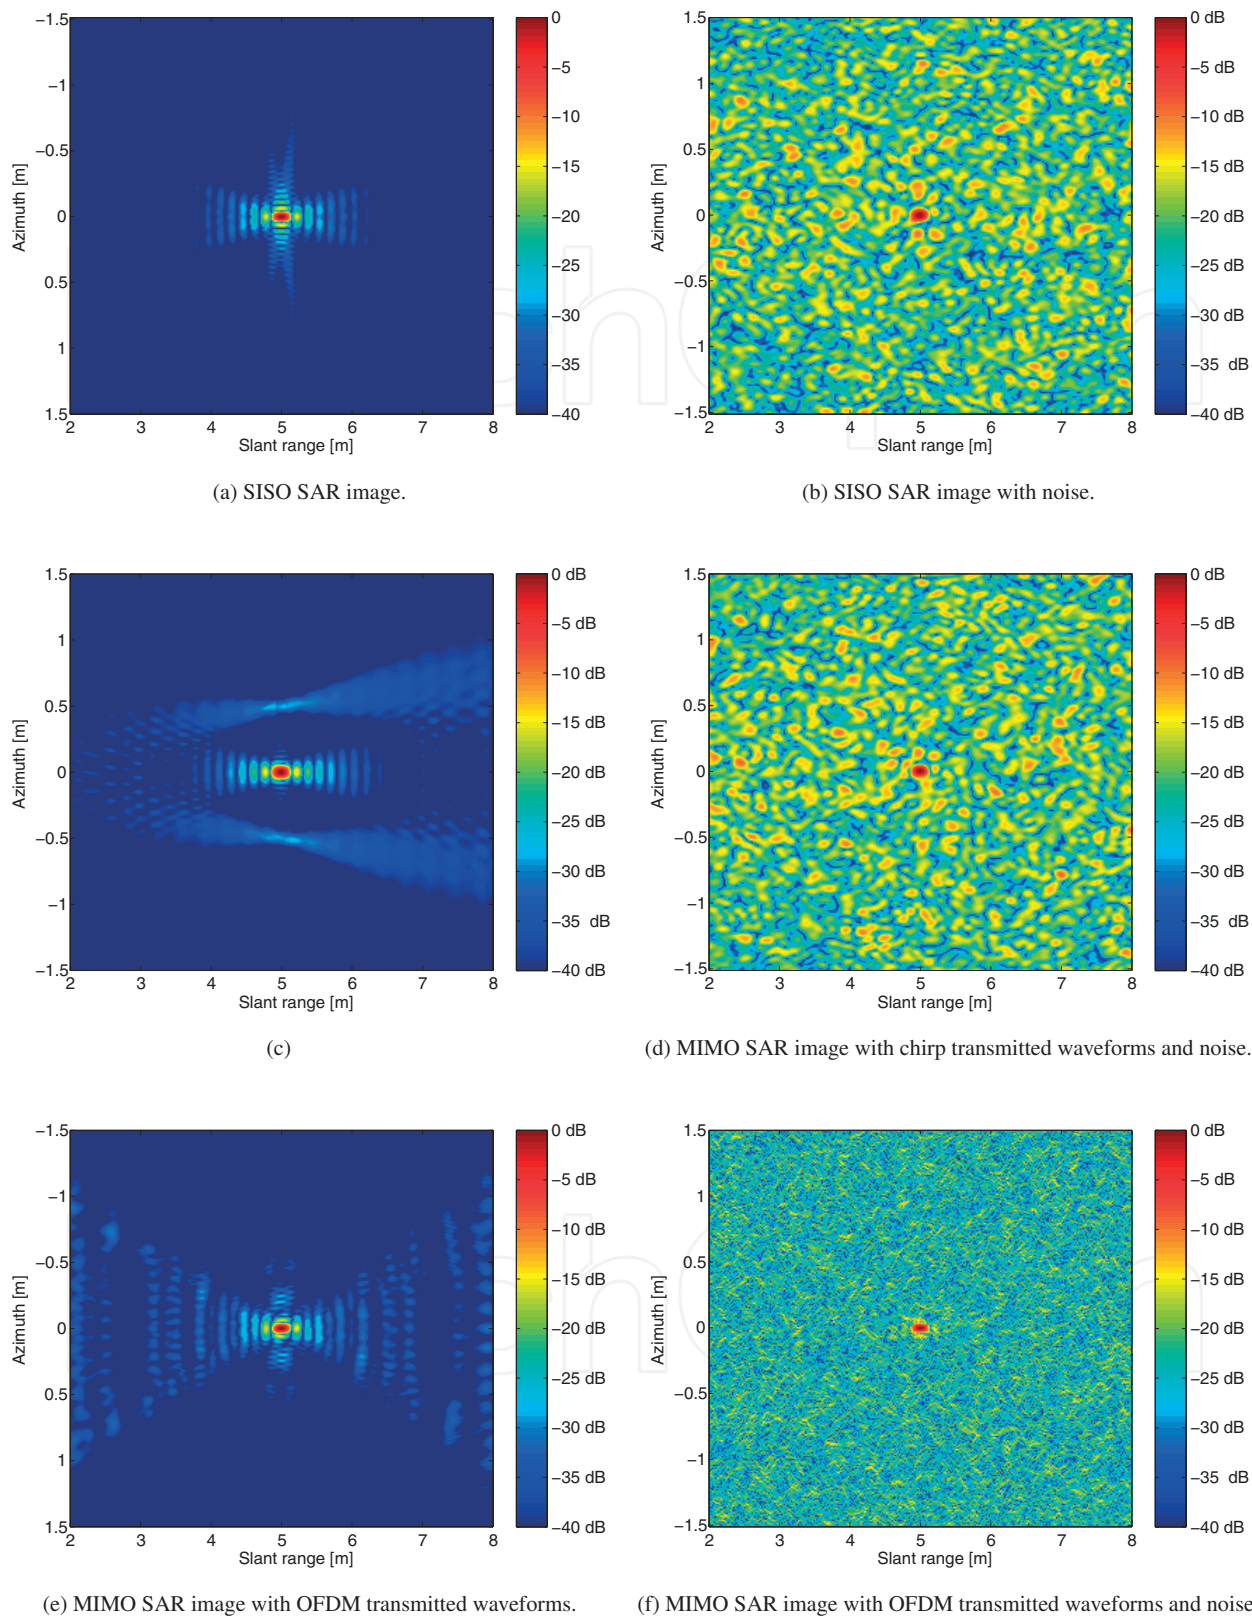 −1.5
−1
−0.5
0
0.5
1
1.5
Azimuth [m]
2 3 4 5 6 7 8
Slant range [m]
0
−5
−10
−15
−20
−25
−30
−35
−40
(a) SISO SAR image.
1.5
1
0.5
0
−0.5
−1
−1.5
Azimuth [m]
2 3 4 5 6 7 8
Slant range [m]
0 dB
−5 dB
−10 dB
−15 dB
−20 dB
−25 dB
−30 dB
−35 dB
−40 dB
(b) SISO SAR image with noise.
1.5
1
0.5
0
−0.5
−1
−1.5
Azimuth [m]
2 3 4 5 6 7 8
Slant range [m]
0 dB
−5 dB
−10 dB
−15 dB
−20 dB
−25 dB
−30 dB
−35 dB
−40 dB
(c)
1.5
1
0.5
0
−0.5
−1
−1.5
Azimuth [m]
2 3 4 5 6 7 8
Slant range [m]
0 dB
−5 dB
−10 dB
−15 dB
−20 dB
−25 dB
−30 dB
−35 dB
−40 dB
(d) MIMO SAR image with chirp transmitted waveforms and noise.
−1.5
−1
−0.5
0
0.5
1
1.5
Azimuth [m]
2 3 4 5 6 7 8
Slant range [m]
0 dB
−5 dB
−10 dB
−15 dB
−20 dB
−25 dB
−30 dB
−35 dB
−40 dB
(e) MIMO SAR image with OFDM transmitted waveforms.
1.5
1
0.5
0
−0.5
−1
−1.5
Azimuth [m]
2 3 4 5 6 7 8
Slant range [m]
0 dB
−5 dB
−10 dB
−15 dB
−20 dB
−25 dB
−30 dB
−35 dB
−40 dB
(f) MIMO SAR image with OFDM transmitted waveforms and noise